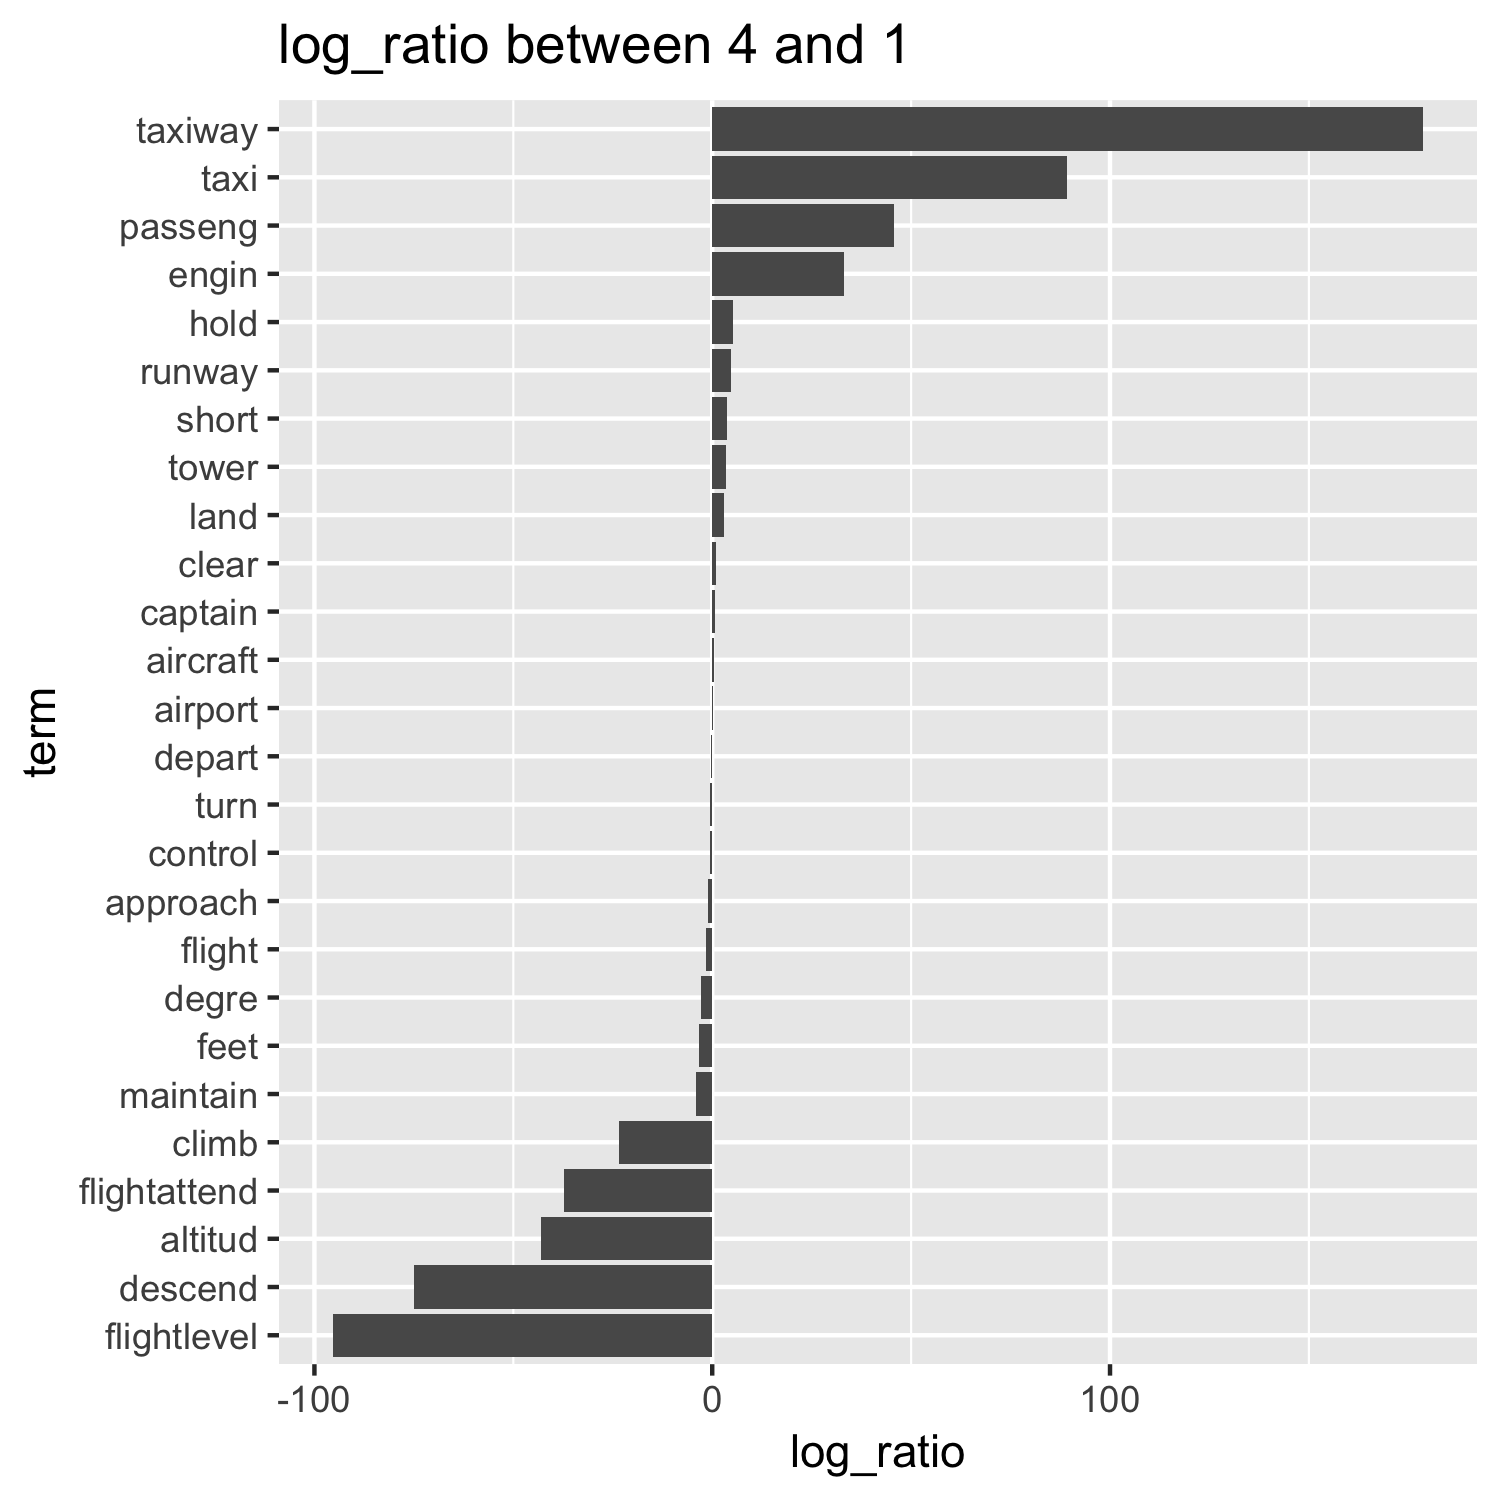 log_ratio between 4 and 1
taxiway
taxi
passeng
engin
hold
runway
short
tower
land
clear
captain
aircraft
airport
depart
turn
control
approach
flight
degre
feet
maintain
climb
flightattend
altitud
descend
flightlevel
term
-100 0 100
log_ratio